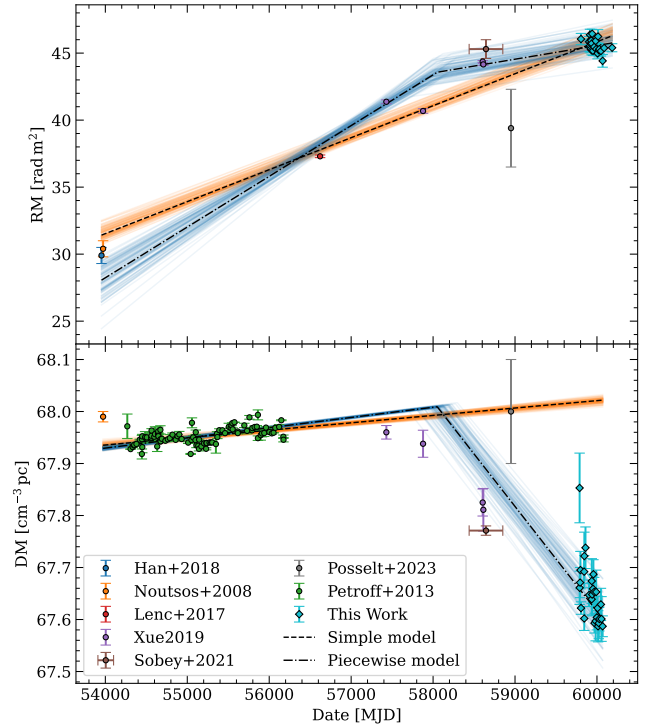 45
40
35
30
25
RM [rad m²]
68.1
68.0
67.9
67.8
67.7
67.6
67.5
DM [cm⁻³ pc]
Han+2018
Noutsos+2008
Lenc+2017
Xue2019
Sobey+2021
Posselt+2023
Petroff+2013
This Work
Simple model
Piecewise model
54000 55000 56000 57000 58000 59000 60000
Date [MJD]